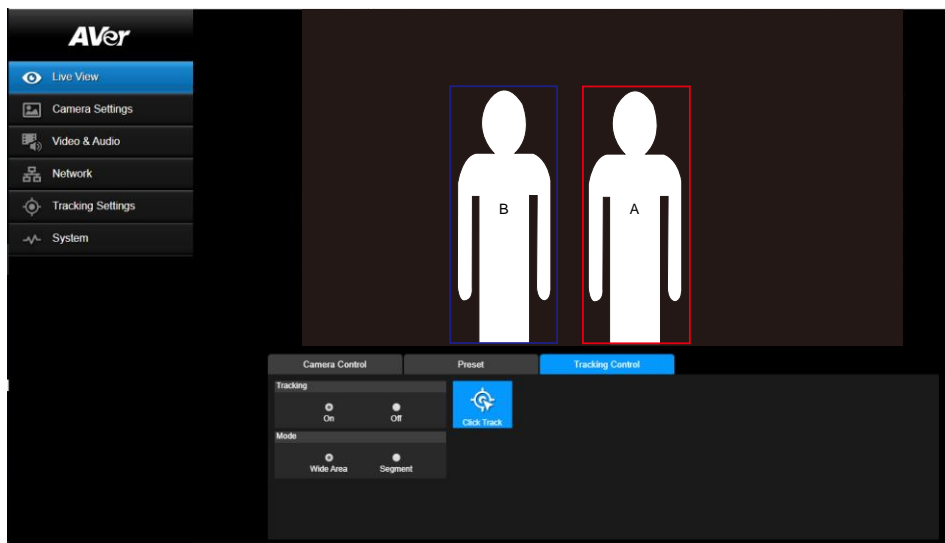 AVer
Live View
Camera Settings
Video & Audio
Network
Tracking Settings
System
B
A
Camera Control
Preset
Tracking Control
Tracking
On
Off
Click Track
Mode
Wide Area
Segment